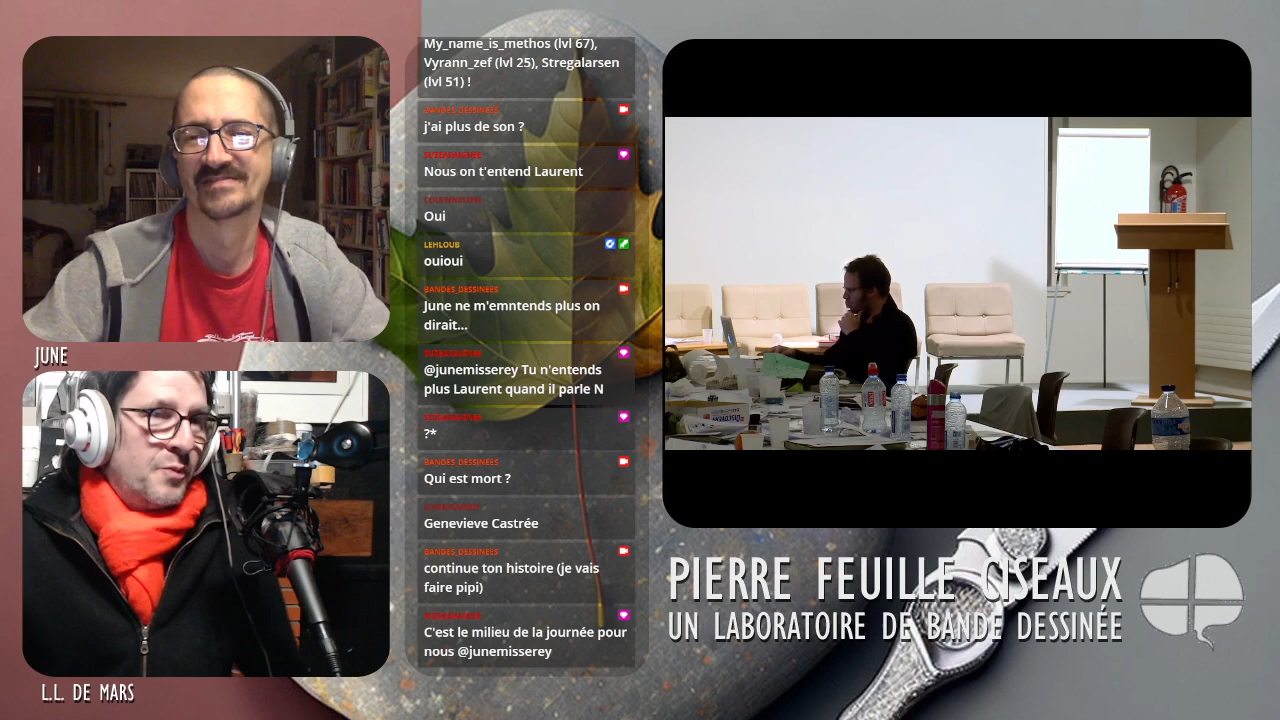 My_name_is_methos (lvl 67),
Vyrann_zef (lvl 25), Stregalarsen
(lvl 51) !
BANDES_DESSINEES
j'ai plus de son ?
Nous on t'entend Laurent
Oui
LEHLOUB
ouioui
BANDES_DESSINEES
June ne m'emntends plus on
dirait...
@junemisserey Tu n'entends
plus Laurent quand il parle N
?*
BANDES_DESSINEES
Qui est mort ?
Genevieve Castrée
BANDES_DESSINEES
continue ton histoire (je vais
faire pipi)
C'est le milieu de la journée pour
nous @junemisserey
JUNE
L.L. DE MARS
PIERRE FEUILLE CISEAUX
UN LABORATOIRE DE BANDE DESSINÉE